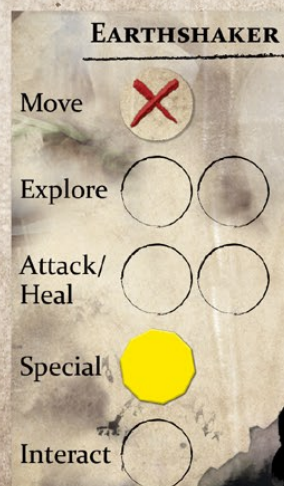 EARTHSHAKER
Move
Explore
Attack/
Heal
Special
Interact